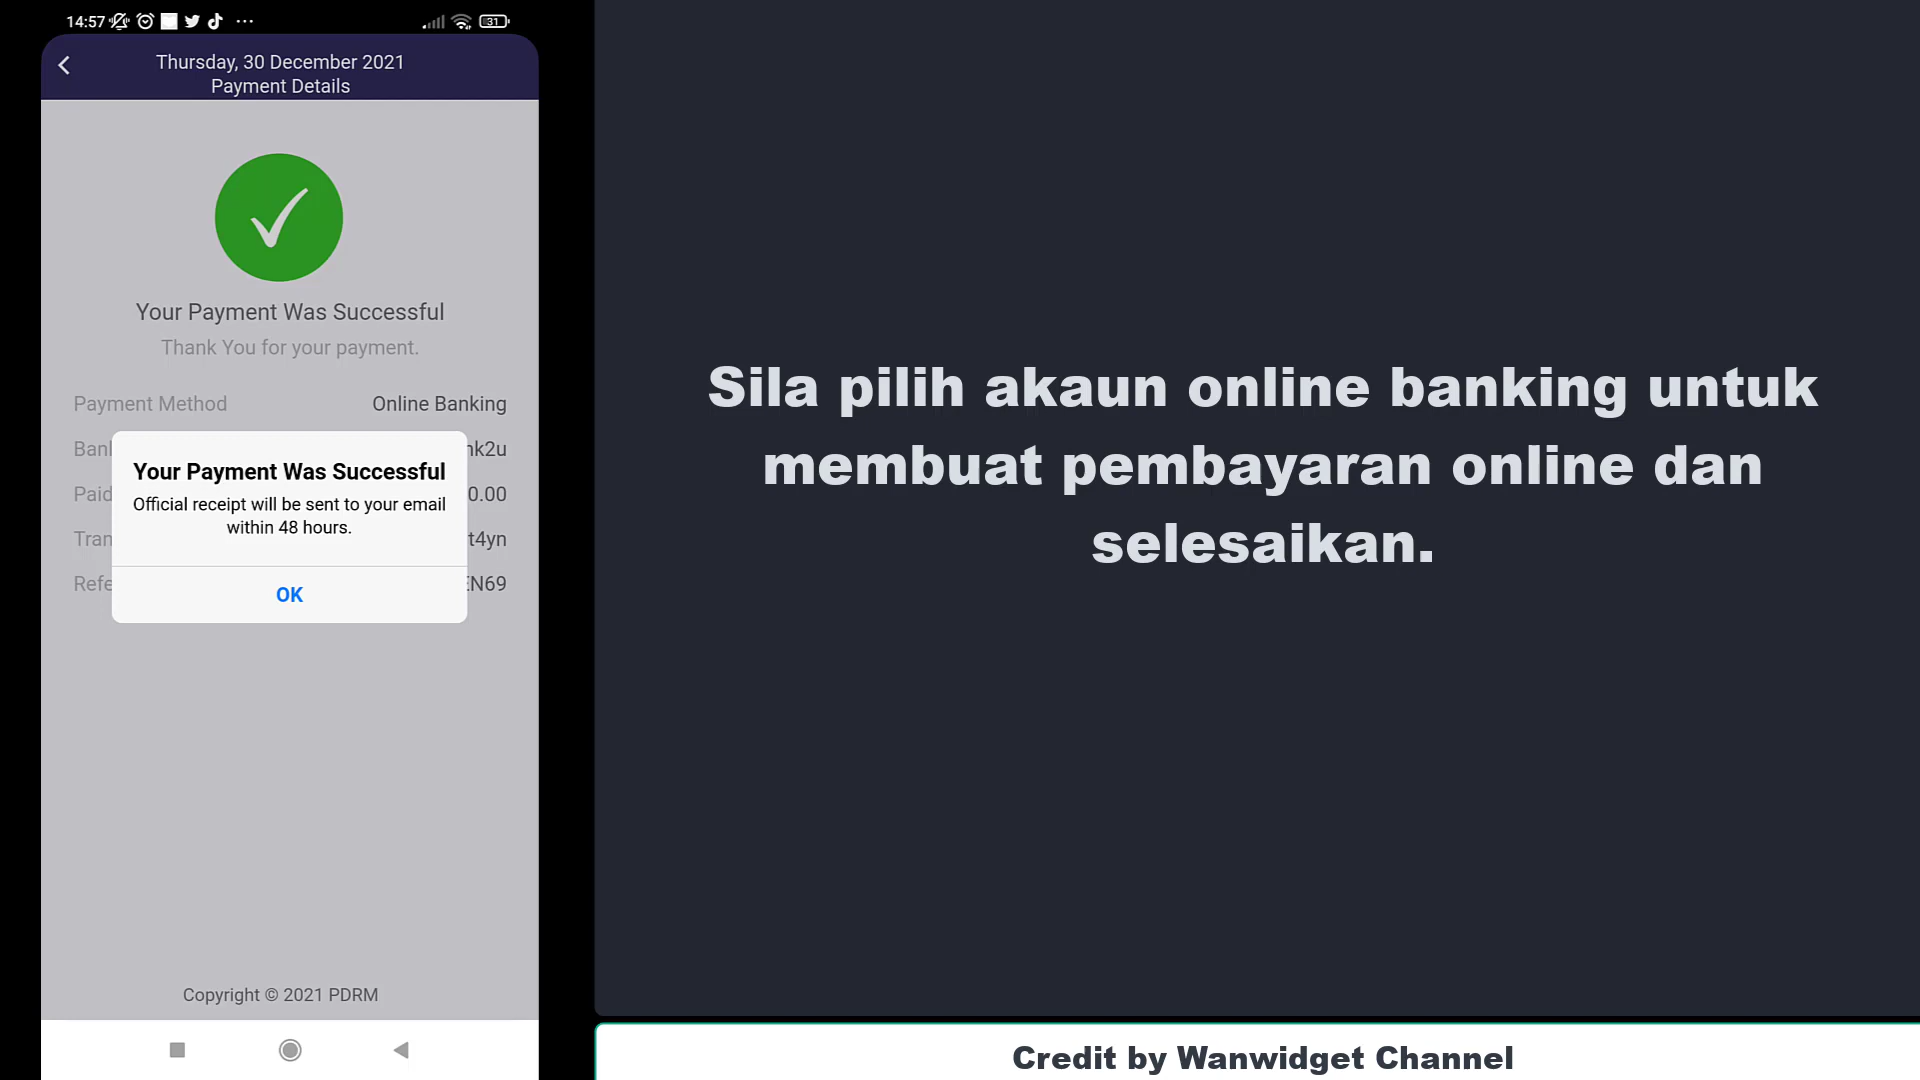 14:57
31
Thursday, 30 December 2021
Payment Details
Your Payment Was Successful
Thank You for your payment.
Payment Method Online Banking
Your Payment Was Successful
Official receipt will be sent to your email
within 48 hours.
OK
Copyright © 2021 PDRM
Sila pilih akaun online banking untuk
membuat pembayaran online dan
selesaikan.
Credit by Wanwidget Channel